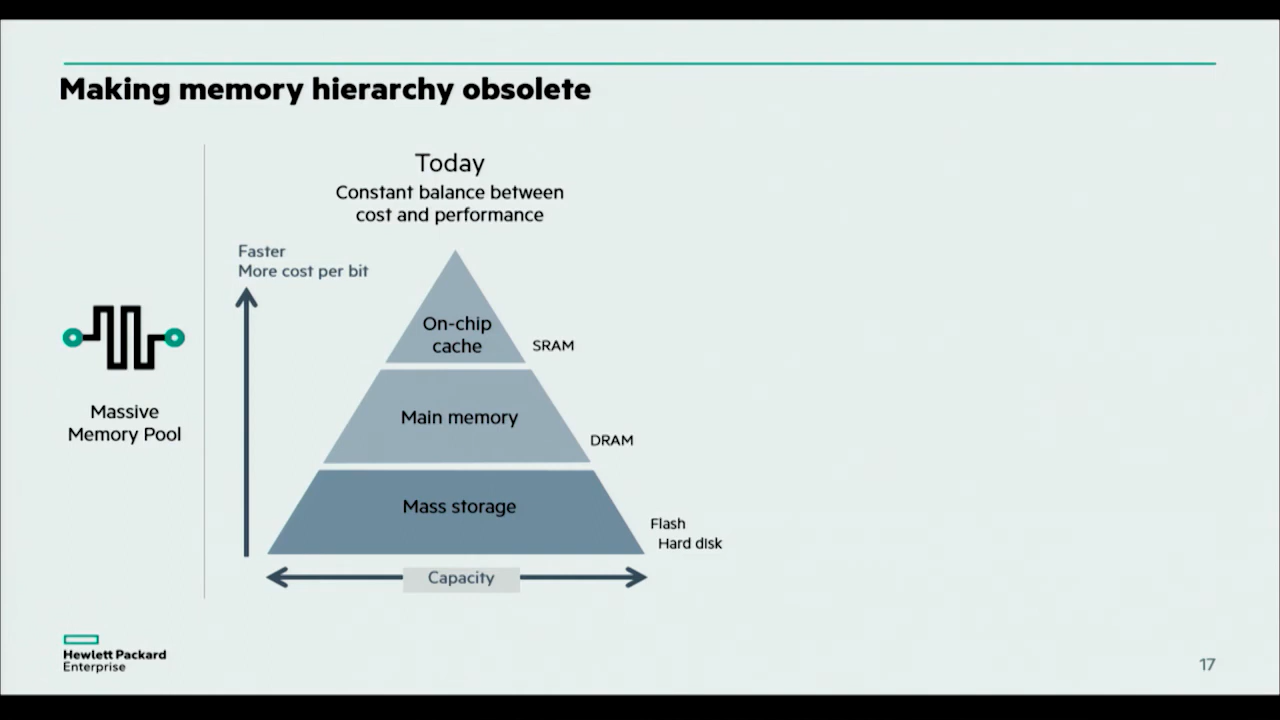 Making memory hierarchy obsolete
Massive
Memory Pool
Today
Constant balance between
cost and performance
Faster
More cost per bit
On-chip
cache
SRAM
Main memory
DRAM
Mass storage
Flash
Hard disk
Capacity
Hewlett Packard
Enterprise
17